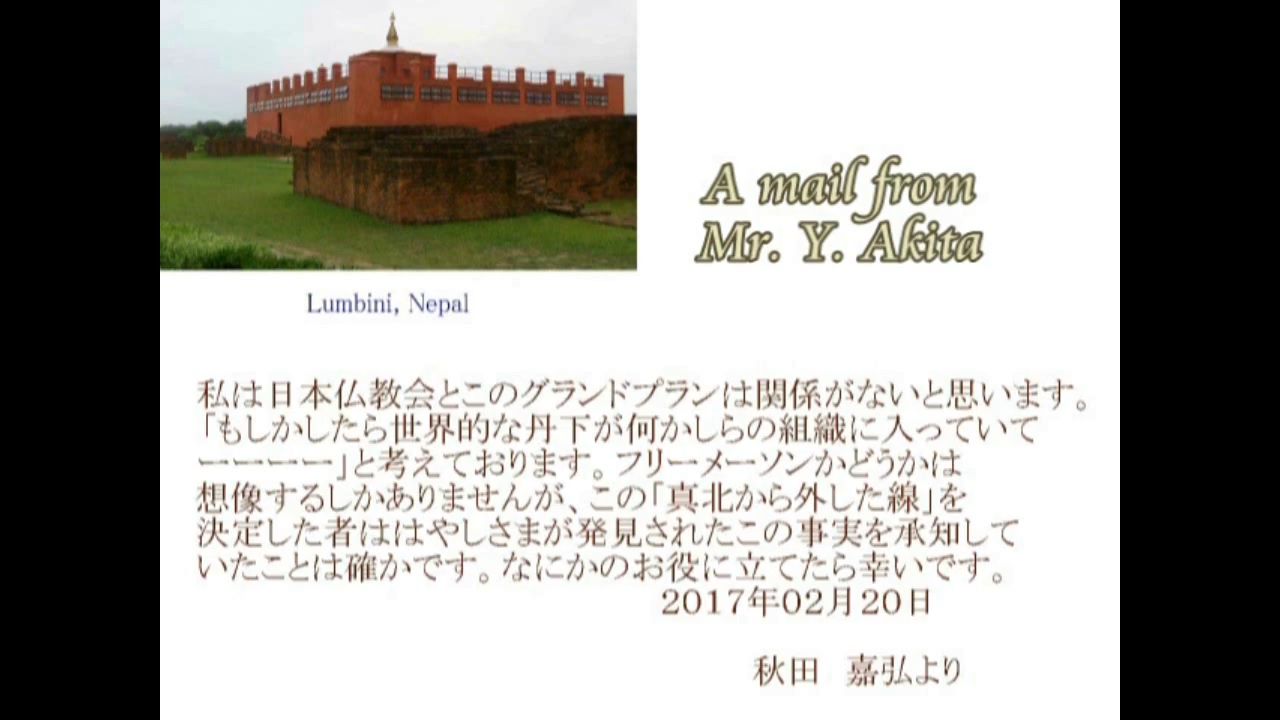 A mail from
Mr. Y. Akita
Lumbini, Nepal
私は日本仏教会とこのグランドプランは関係がないと思います。
「もしかしたら世界的な丹下が何かしらの組織に入っていて
ーーーー」と考えております。フリーメーソンかどうかは
想像するしかありませんが、この「真北から外した線」を
決定した者ははやしさまが発見されたこの事実を承知して
いたことは確かです。なにかのお役に立てたら幸いです。
2017年02月20日
秋田　嘉弘より